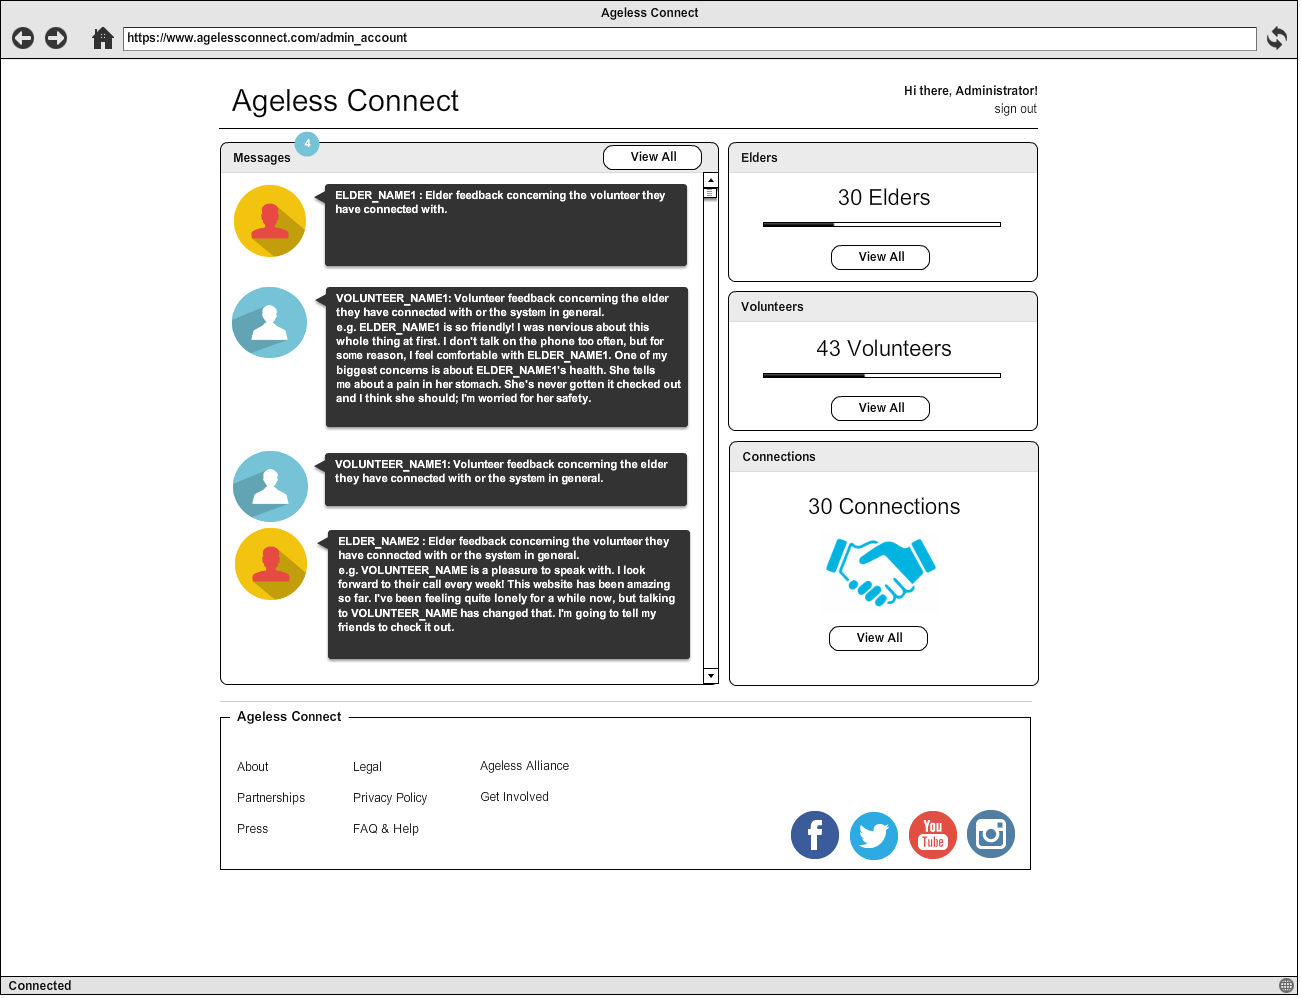 Ageless Connect
https://www.agelessconnect.com/admin_account
Ageless Connect
Hi there, Administrator!
sign out
Messages
4
View All
ELDER_NAME1 : Elder feedback concerning the volunteer they
have connected with.
VOLUNTEER_NAME1: Volunteer feedback concerning the elder
they have connected with or the system in general.
e.g. ELDER_NAME1 is so friendly! I was nervious about this
whole thing at first. I don't talk on the phone too often, but for
some reason, I feel comfortable with ELDER_NAME1. One of my
biggest concerns is about ELDER_NAME1's health. She tells
me about a pain in her stomach. She's never gotten it checked out
and I think she should; I'm worried for her safety.
VOLUNTEER_NAME1: Volunteer feedback concerning the elder
they have connected with or the system in general.
ELDER_NAME2 : Elder feedback concerning the volunteer they
have connected with or the system in general.
e.g. VOLUNTEER_NAME is a pleasure to speak with. I look
forward to their call every week! This website has been amazing
so far. I've been feeling quite lonely for a while now, but talking
to VOLUNTEER_NAME has changed that. I'm going to tell my
friends to check it out.
Elders
30 Elders
View All
Volunteers
43 Volunteers
View All
Connections
30 Connections
View All
Ageless Connect
About
Partnerships
Press
Legal
Privacy Policy
FAQ & Help
Ageless Alliance
Get Involved
f
You
Tube
Connected